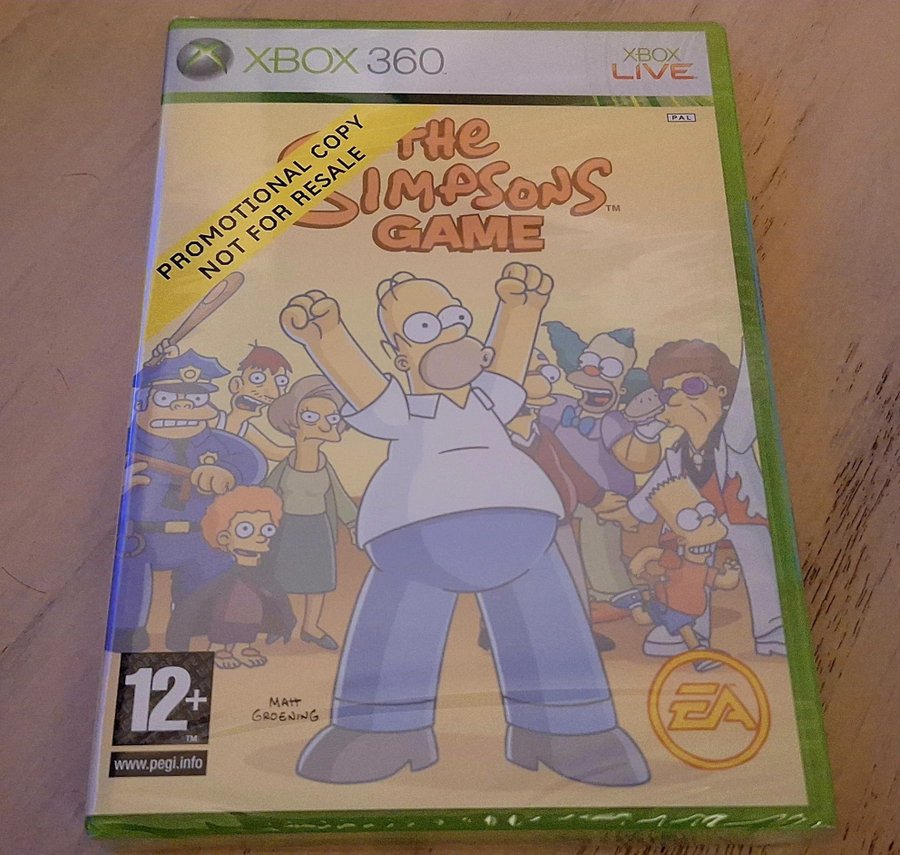 XBOX 360
XBOX
LIVE
PAL
PROMOTIONAL COPY
NOT FOR RESALE
THE
SIMPSONS™
GAME
MATT
GROENING
12+
TM
www.pegi.info
EA